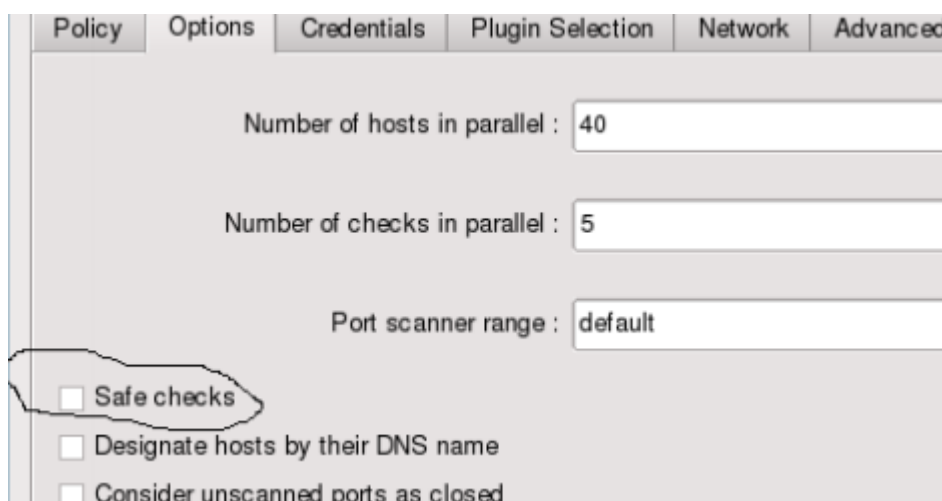 Policy Options Credentials Plugin Selection Network Advanced
Number of hosts in parallel : 40
Number of checks in parallel : 5
Port scanner range : default
Safe checks
Designate hosts by their DNS name
Consider unscanned ports as closed